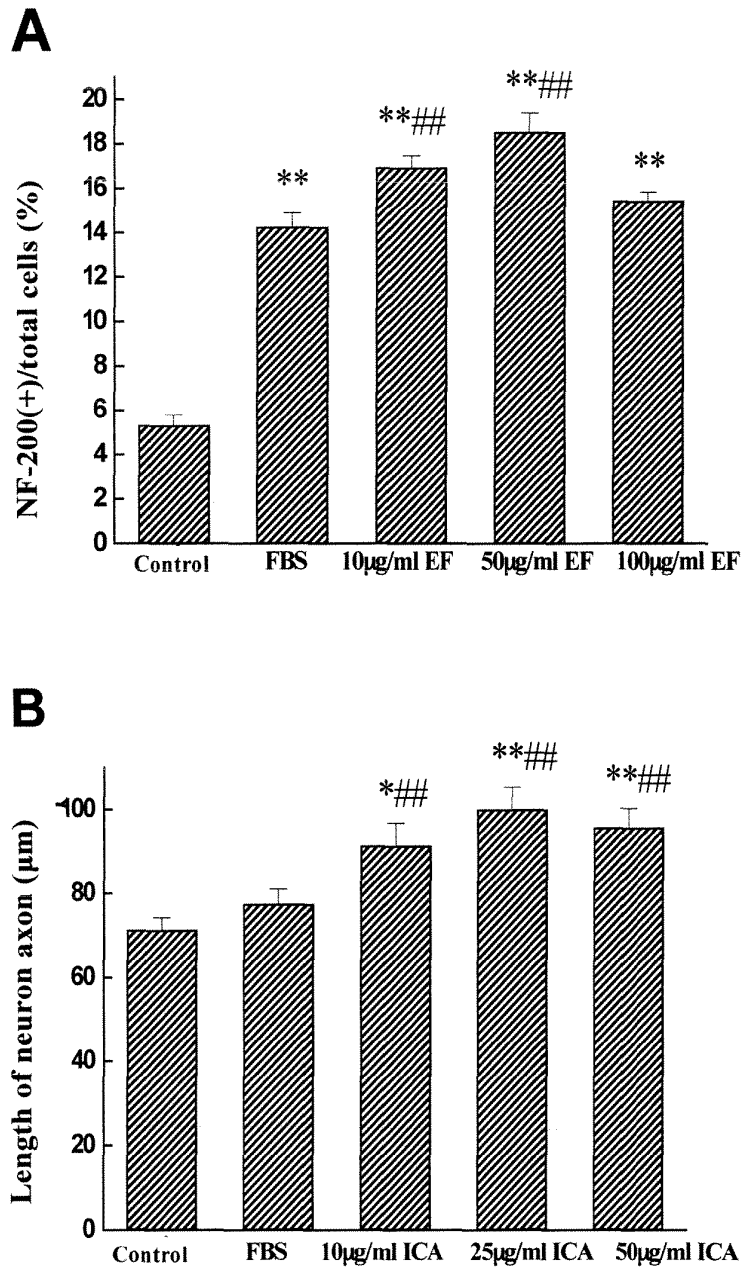 A
NF-200(+)/total cells (%)
20
18
16
14
12
10
8
6
4
2
0
**
**##
**##
**
Control
FBS
10μg/ml EF
50μg/ml EF
100μg/ml EF
B
Length of neuron axon (μm)
100
80
60
40
20
0
*##
**##
**##
Control
FBS
10μg/ml ICA
25μg/ml ICA
50μg/ml ICA